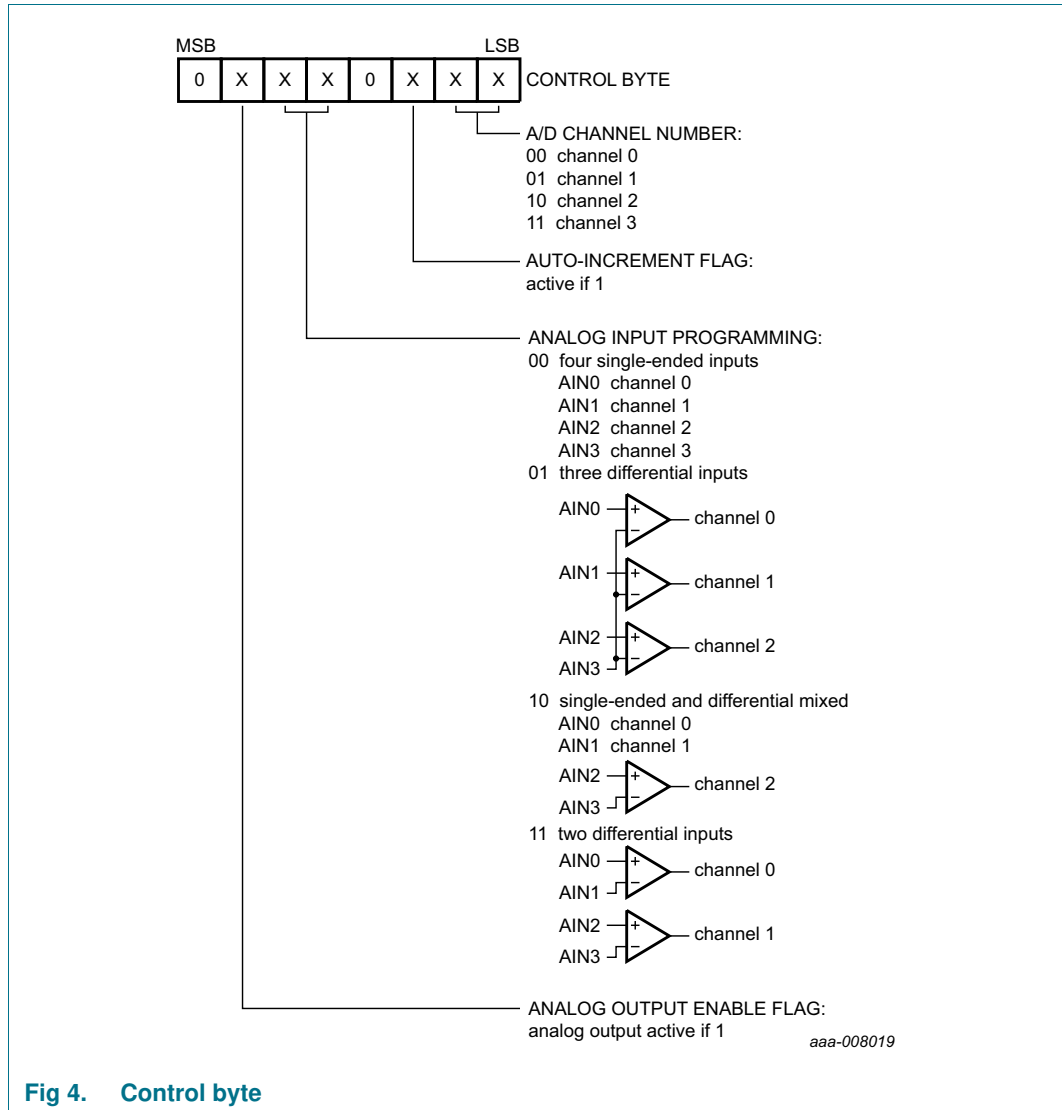 MSB LSB
0 X X X 0 X X X CONTROL BYTE
A/D CHANNEL NUMBER:
00 channel 0
01 channel 1
10 channel 2
11 channel 3
AUTO-INCREMENT FLAG:
active if 1
ANALOG INPUT PROGRAMMING:
00 four single-ended inputs
AIN0 channel 0
AIN1 channel 1
AIN2 channel 2
AIN3 channel 3
01 three differential inputs
AIN0 + − channel 0
AIN1 + − channel 1
AIN2 + − channel 2
AIN3
10 single-ended and differential mixed
AIN0 channel 0
AIN1 channel 1
AIN2 + − channel 2
AIN3
11 two differential inputs
AIN0 + − channel 0
AIN1
AIN2 + − channel 1
AIN3
ANALOG OUTPUT ENABLE FLAG:
analog output active if 1
aaa-008019
Fig 4. Control byte